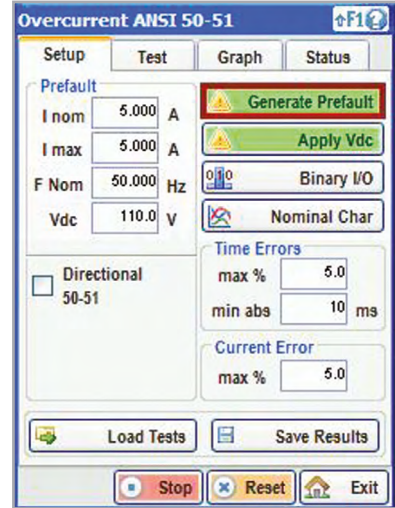 Overcurrent ANSI 50-51 F1
Setup Test Graph Status
Prefault
I nom 5.000 A
I max 5.000 A
F Nom 50.000 Hz
Vdc 110.0 V
Directional
50-51
Generate Prefault
Apply Vdc
Binary I/O
Nominal Char
Time Errors
max % 5.0
min abs 10 ms
Current Error
max % 5.0
Load Tests Save Results
Stop Reset Exit